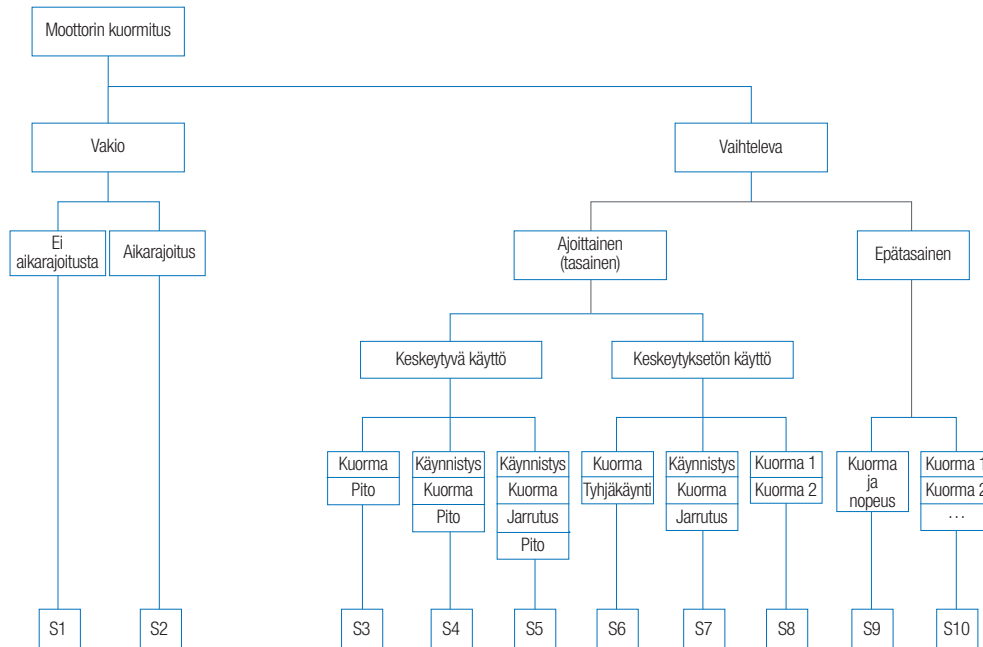 Moottorin kuormitus
Vakio
Vaihteleva
Ei
aikarajoitusta
Aikarajoitus
Ajoittainen
(tasainen)
Epätasainen
Keskeytyvä käyttö
Keskeytyksetön käyttö
Kuorma
Pito
Käynnistys
Kuorma
Pito
Käynnistys
Kuorma
Jarrutus
Pito
Kuorma
Tyhjäkäynti
Käynnistys
Kuorma
Jarrutus
Kuorma 1
Kuorma 2
Kuorma
ja
nopeus
Kuorma 1
Kuorma 2
...
S1
S2
S3
S4
S5
S6
S7
S8
S9
S10